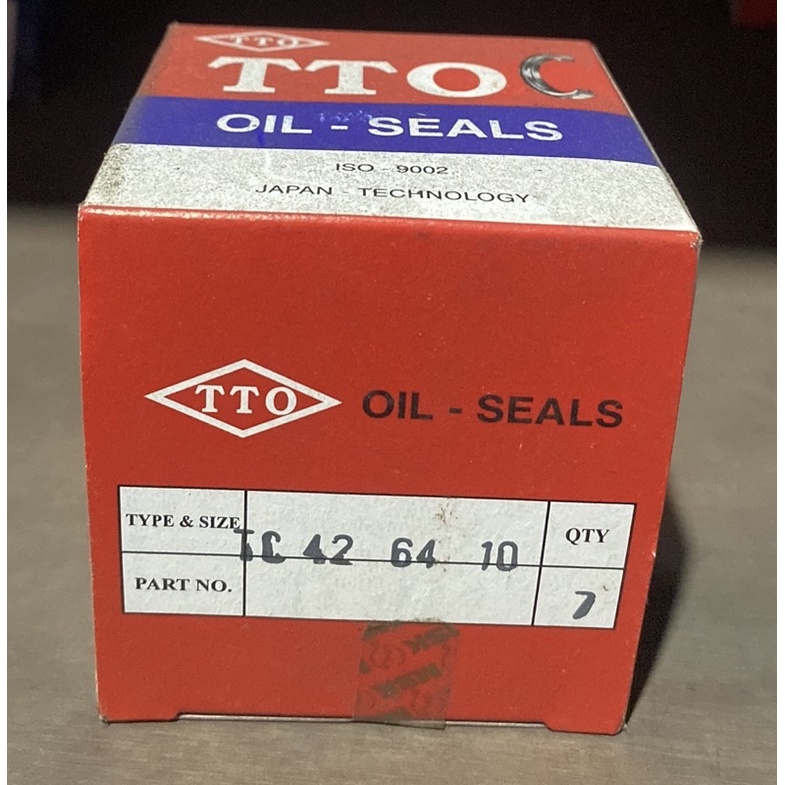 TTO
TTO C
OIL - SEALS
ISO - 9002
JAPAN - TECHNOLOGY
TTO OIL - SEALS
TYPE & SIZE TC 42 64 10 QTY
PART NO. 7
NSK